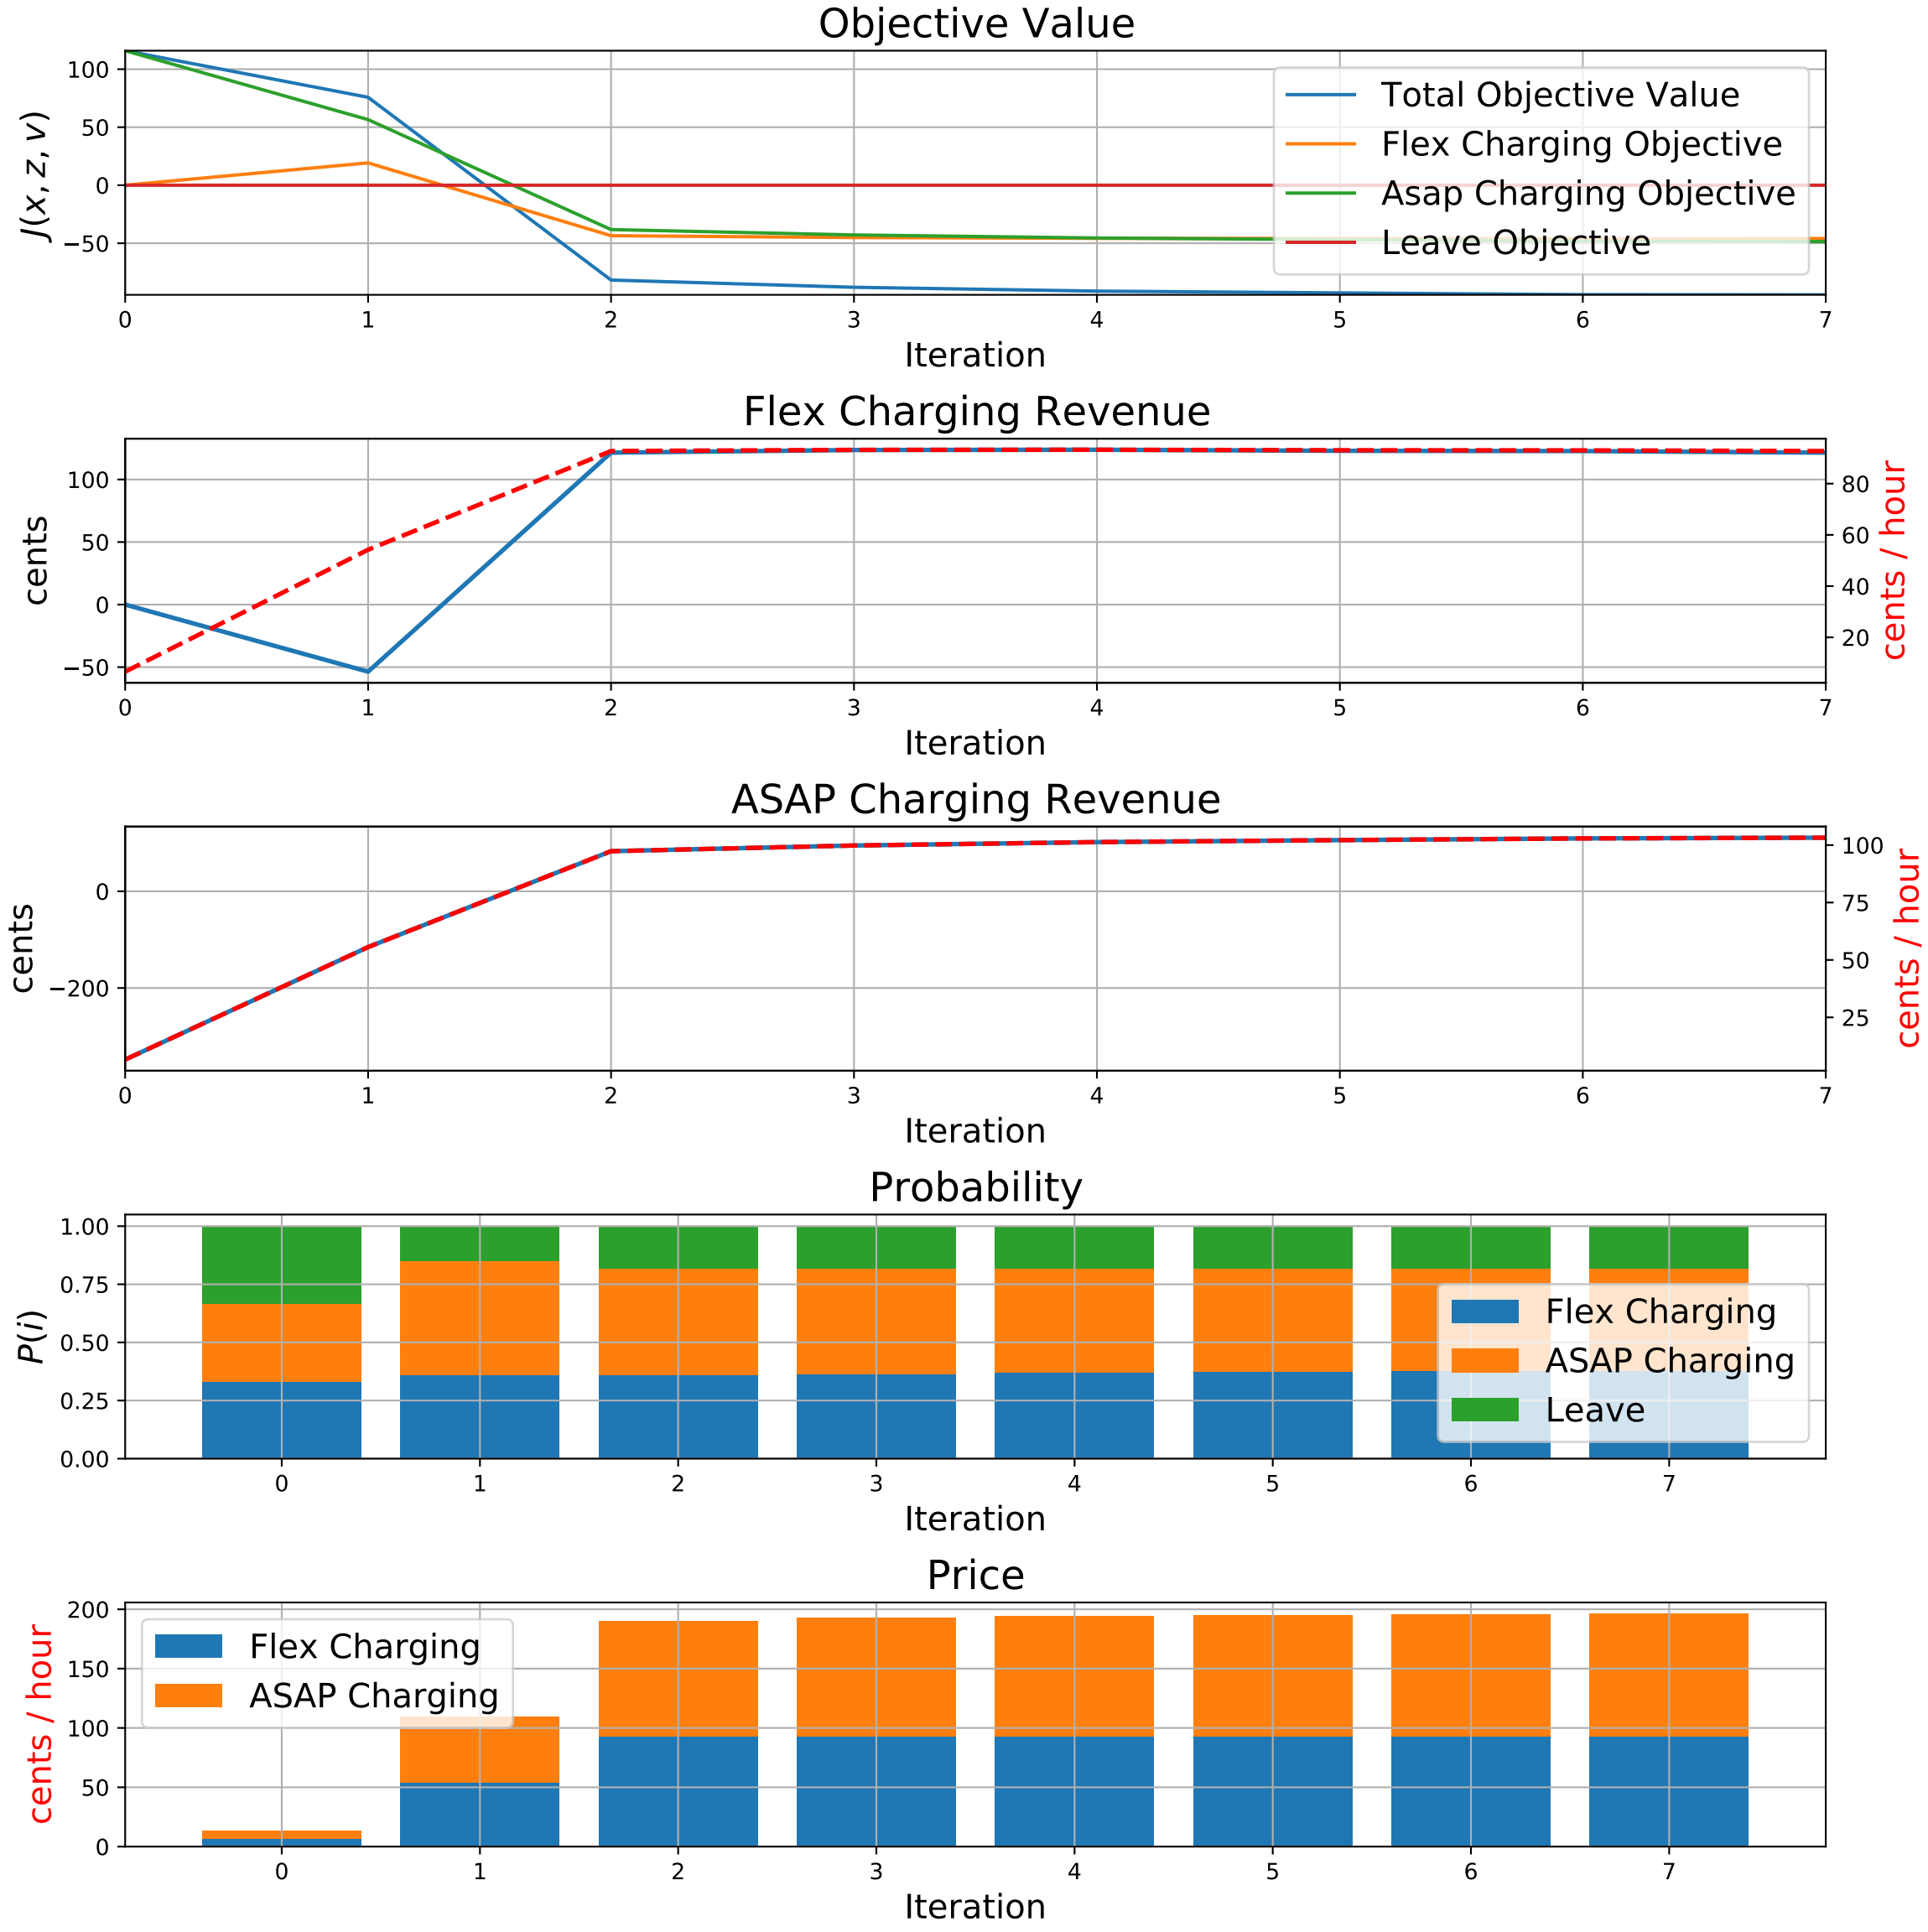 Objective Value
100
50
0
−50
J(x, z, v)
Total Objective Value
Flex Charging Objective
Asap Charging Objective
Leave Objective
0 1 2 3 4 5 6 7
Iteration
Flex Charging Revenue
100
50
0
−50
cents
80
60
40
20
cents / hour
0 1 2 3 4 5 6 7
Iteration
ASAP Charging Revenue
0
−200
cents
100
75
50
25
cents / hour
0 1 2 3 4 5 6 7
Iteration
Probability
1.00
0.75
0.50
0.25
0.00
P(i)
Flex Charging
ASAP Charging
Leave
0 1 2 3 4 5 6 7
Iteration
Price
200
150
100
50
0
cents / hour
Flex Charging
ASAP Charging
0 1 2 3 4 5 6 7
Iteration